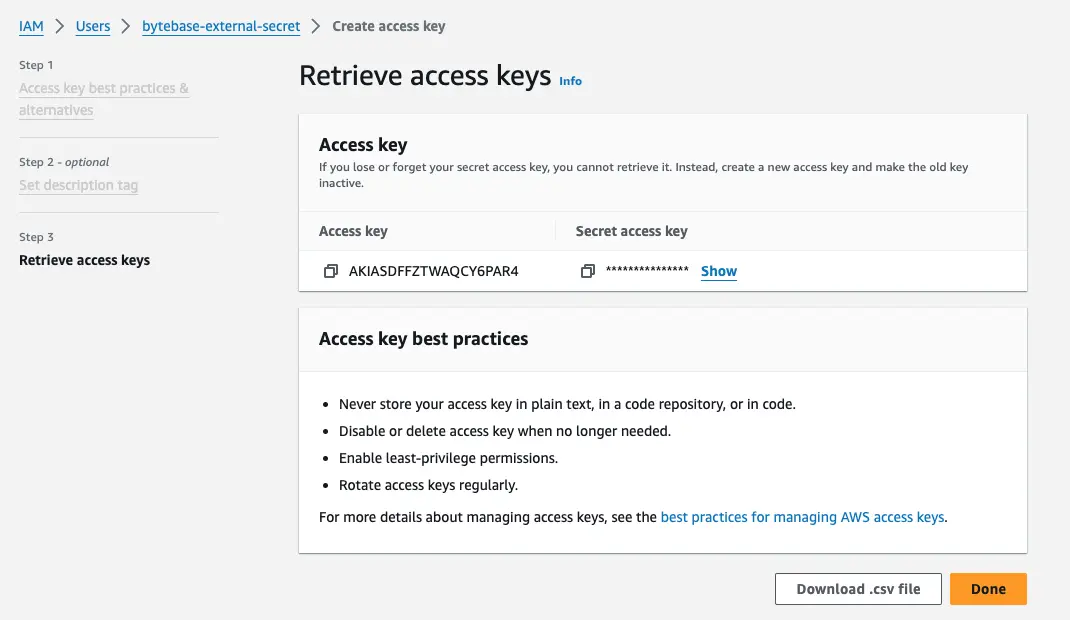 IAM > Users > bytebase-external-secret > Create access key
Step 1
Access key best practices &
alternatives
Step 2 - optional
Set description tag
Step 3
Retrieve access keys
Retrieve access keys Info
Access key
If you lose or forget your secret access key, you cannot retrieve it. Instead, create a new access key and make the old key
inactive.
Access key Secret access key
AKIASDFFZTWAQCY6PAR4 *************** Show
Access key best practices
• Never store your access key in plain text, in a code repository, or in code.
• Disable or delete access key when no longer needed.
• Enable least-privilege permissions.
• Rotate access keys regularly.
For more details about managing access keys, see the best practices for managing AWS access keys.
Download .csv file Done